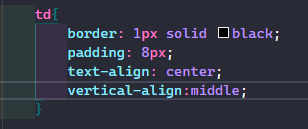 td{
border: 1px solid black;
padding: 8px;
text-align: center;
vertical-align:middle;
}